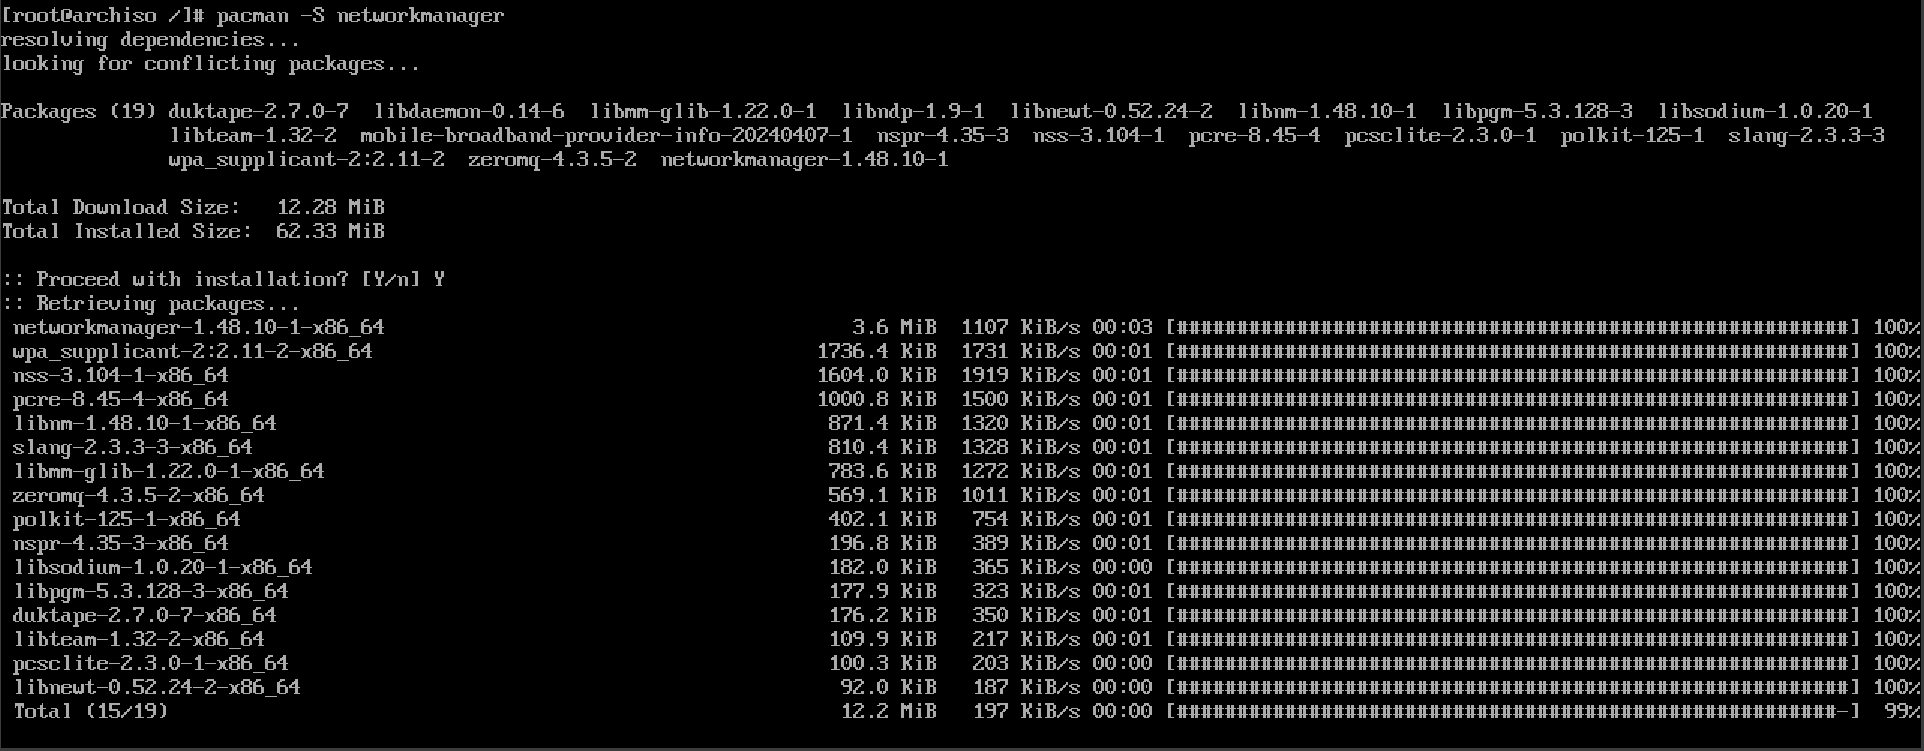 [root@archiso /]# pacman -S networkmanager
resolving dependencies...
looking for conflicting packages...
Packages (19) duktape-2.7.0-7  libdaemon-0.14-6  libmm-glib-1.22.0-1  libndp-1.9-1  libnewt-0.52.24-2  libnm-1.48.10-1  libpgm-5.3.128-3  libsodium-1.0.20-1
libteam-1.32-2  mobile-broadband-provider-info-20240407-1  nspr-4.35-3  nss-3.104-1  pcre-8.45-4  pcsclite-2.3.0-1  polkit-125-1  slang-2.3.3-3
wpa_supplicant-2:2.11-2  zeromq-4.3.5-2  networkmanager-1.48.10-1
Total Download Size:   12.28 MiB
Total Installed Size:  62.33 MiB
:: Proceed with installation? [Y/n] Y
:: Retrieving packages...
networkmanager-1.48.10-1-x86_64 3.6 MiB 1107 KiB/s 00:03 [########################################################] 100%
wpa_supplicant-2:2.11-2-x86_64 1736.4 KiB 1731 KiB/s 00:01 [########################################################] 100%
nss-3.104-1-x86_64 1604.0 KiB 1919 KiB/s 00:01 [########################################################] 100%
pcre-8.45-4-x86_64 1000.8 KiB 1500 KiB/s 00:01 [########################################################] 100%
libnm-1.48.10-1-x86_64 871.4 KiB 1320 KiB/s 00:01 [########################################################] 100%
slang-2.3.3-3-x86_64 810.4 KiB 1328 KiB/s 00:01 [########################################################] 100%
libmm-glib-1.22.0-1-x86_64 783.6 KiB 1272 KiB/s 00:01 [########################################################] 100%
zeromq-4.3.5-2-x86_64 569.1 KiB 1011 KiB/s 00:01 [########################################################] 100%
polkit-125-1-x86_64 402.1 KiB 754 KiB/s 00:01 [########################################################] 100%
nspr-4.35-3-x86_64 196.8 KiB 389 KiB/s 00:01 [########################################################] 100%
libsodium-1.0.20-1-x86_64 182.0 KiB 365 KiB/s 00:00 [########################################################] 100%
libpgm-5.3.128-3-x86_64 177.9 KiB 323 KiB/s 00:01 [########################################################] 100%
duktape-2.7.0-7-x86_64 176.2 KiB 350 KiB/s 00:01 [########################################################] 100%
libteam-1.32-2-x86_64 109.9 KiB 217 KiB/s 00:01 [########################################################] 100%
pcsclite-2.3.0-1-x86_64 100.3 KiB 203 KiB/s 00:00 [########################################################] 100%
libnewt-0.52.24-2-x86_64 92.0 KiB 187 KiB/s 00:00 [########################################################] 100%
Total (15/19) 12.2 MiB 197 KiB/s 00:00 [#######################################################-] 99%